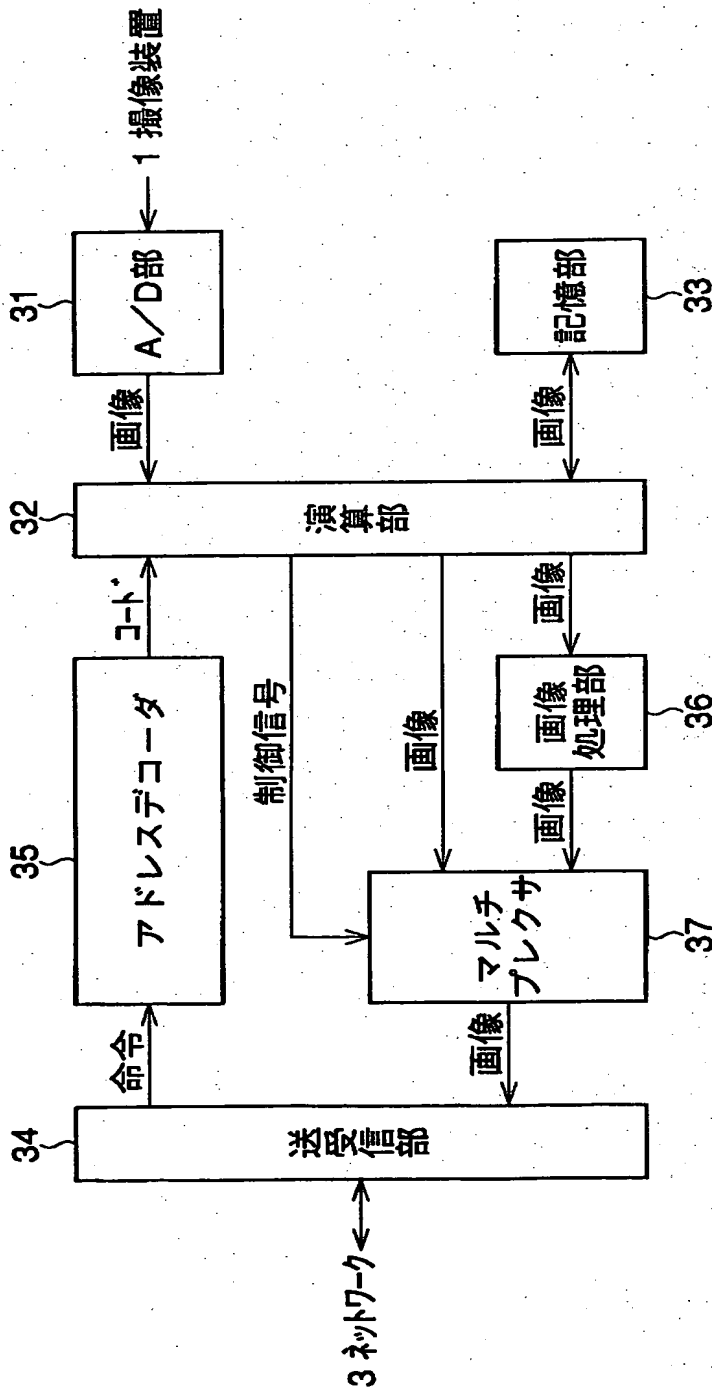 31
A/D部
1 撮像装置
画像
32
演算部
画像
33
記憶部
コード
35
アドレスデコーダ
制御信号
画像
画像
36
画像
処理部
画像
37
マルチ
プレクサ
命令
画像
34
送受信部
3 ネットワーク